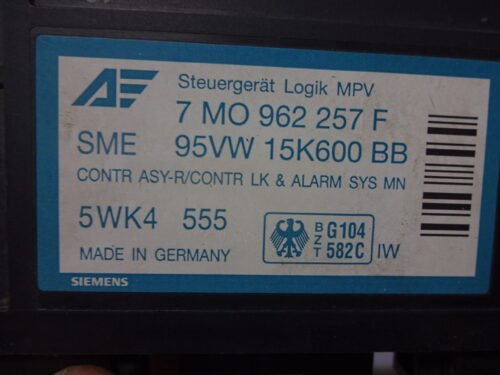 AE
Steuergerät Logik MPV
7 MO 962 257 F
SME 95VW 15K600 BB
CONTR ASY-R/CONTR LK & ALARM SYS MN
5WK4 555
BZT G104 582C IW
MADE IN GERMANY
SIEMENS